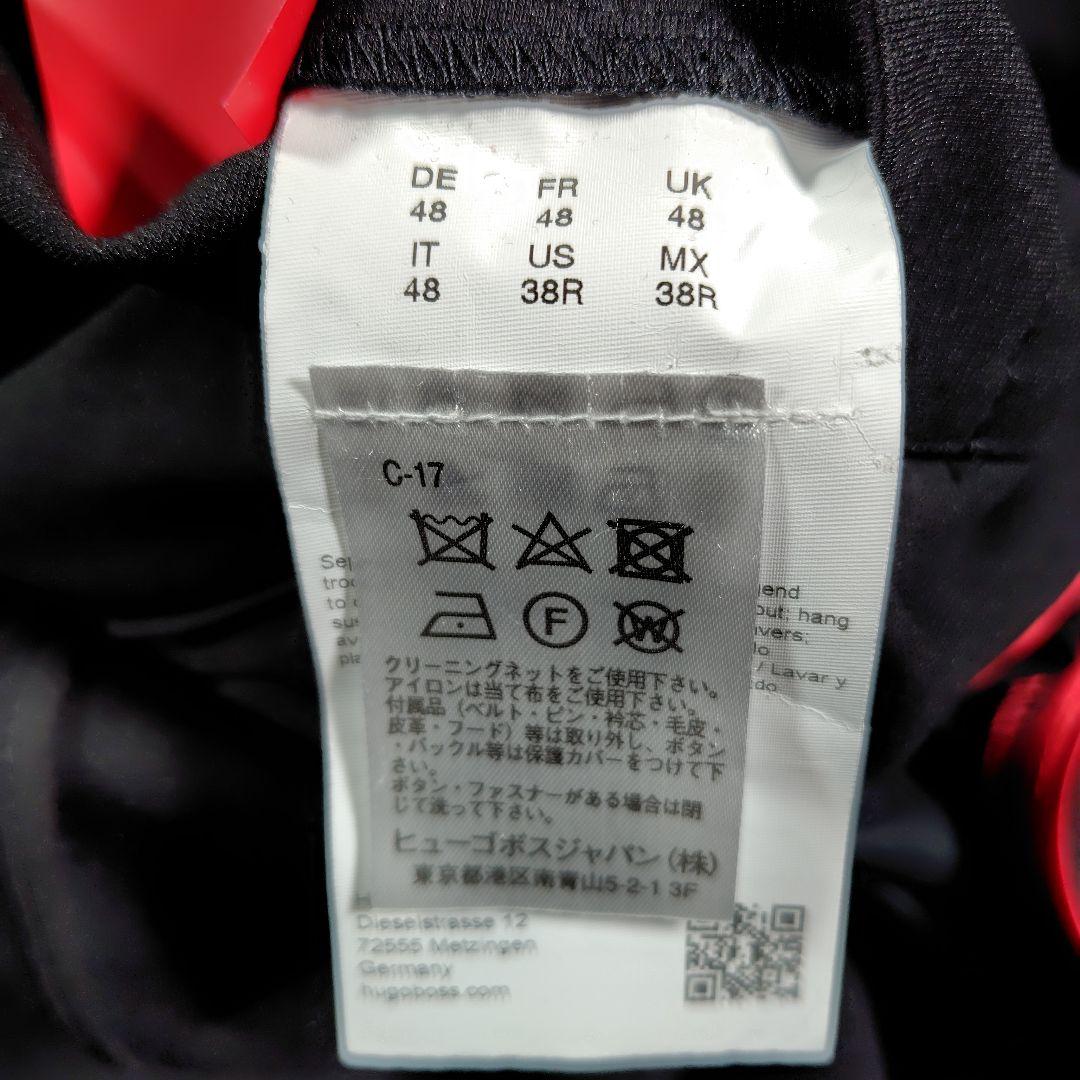 DE FR UK
48 48 48
IT US MX
48 38R 38R
C-17
F W
to
out; hang
/ Lavar y
クリーニングネットをご使用下さい。
アイロンは当て布をご使用下さい。
付属品(ベルト・ピン・衿芯・毛皮・
皮革・フード)等は取り外し、ボタン
・バックル等は保護カバーをつけて下
さい。
ボタン・ファスナーがある場合は閉
じて洗って下さい。
ヒューゴボスジャパン(株)
東京都港区南青山5-2-1 3F
Dieselstrasse 12
72555 Metzingen
Germany
hugoboss.com